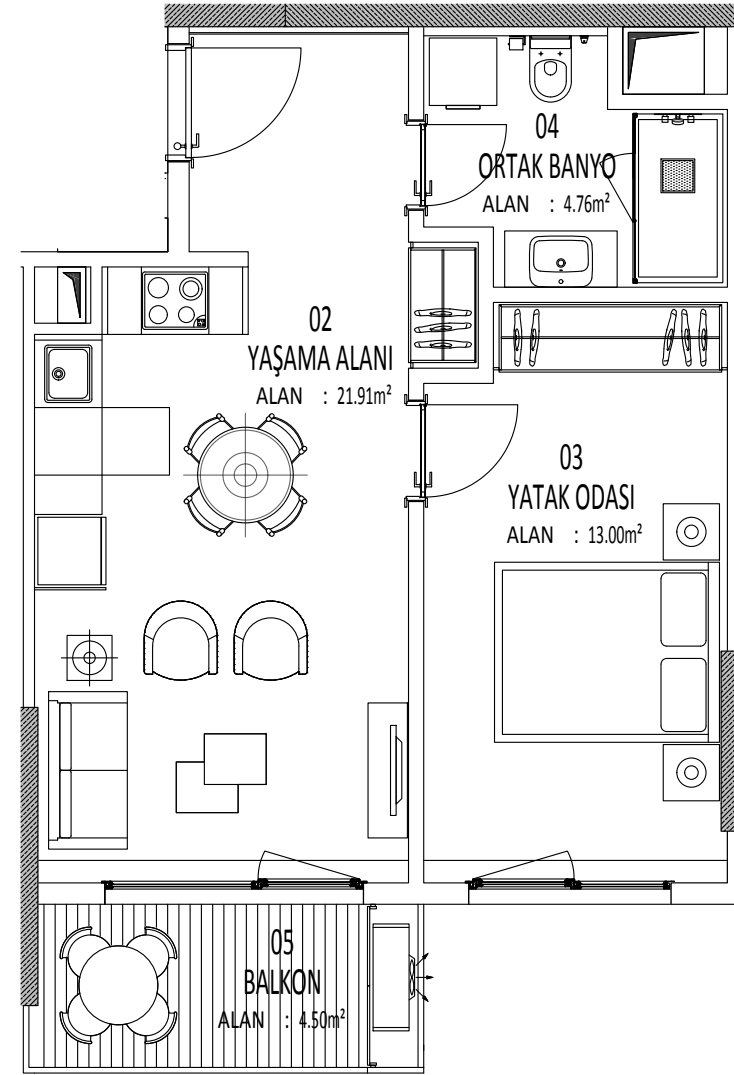 04
ORTAK BANYO
ALAN : 4.76m²
02
YAŞAMA ALANI
ALAN : 21.91m²
03
YATAK ODASI
ALAN : 13.00m²
05
BALKON
ALAN : 4.50m²